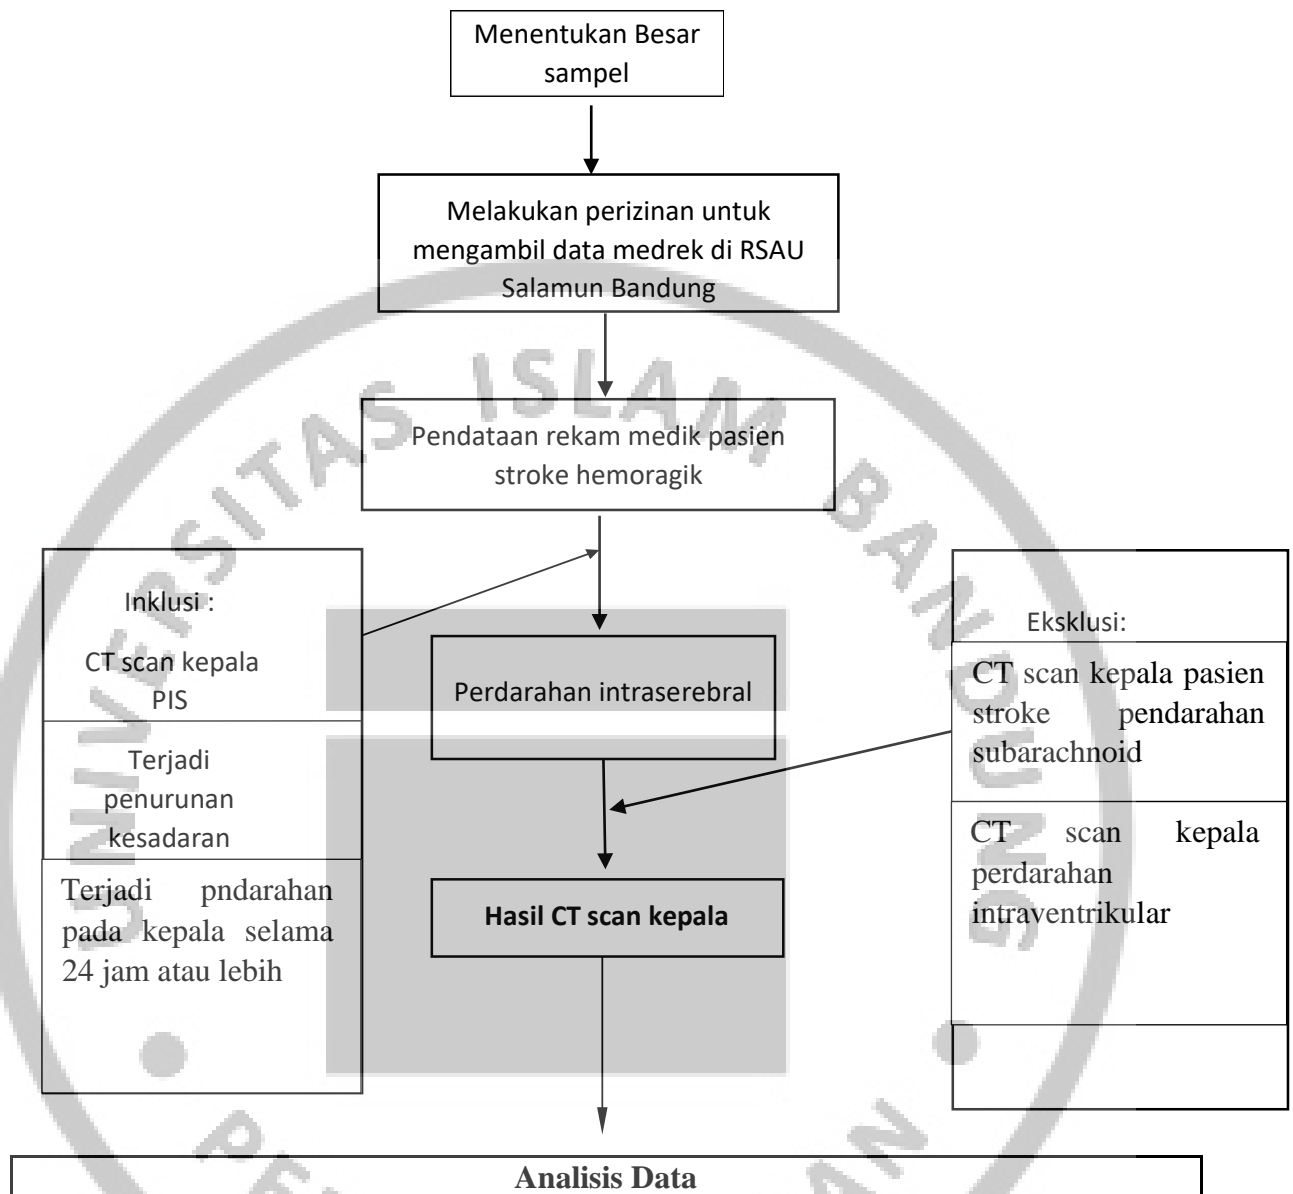 Menentukan Besar
sampel
Melakukan perizinan untuk
mengambil data medrek di RSAU
Salamun Bandung
Pendataan rekam medik pasien
stroke hemoragik
Inklusi :
CT scan kepala
PIS
Terjadi
penurunan
kesadaran
Terjadi pndarahan
pada kepala selama
24 jam atau lebih
Perdarahan intraserebral
Eksklusi:
CT scan kepala pasien
stroke pendarahan
subarachnoid
CT scan kepala
perdarahan
intraventrikular
Hasil CT scan kepala
Analisis Data
UNIVERSITAS ISLAM BANDUNG